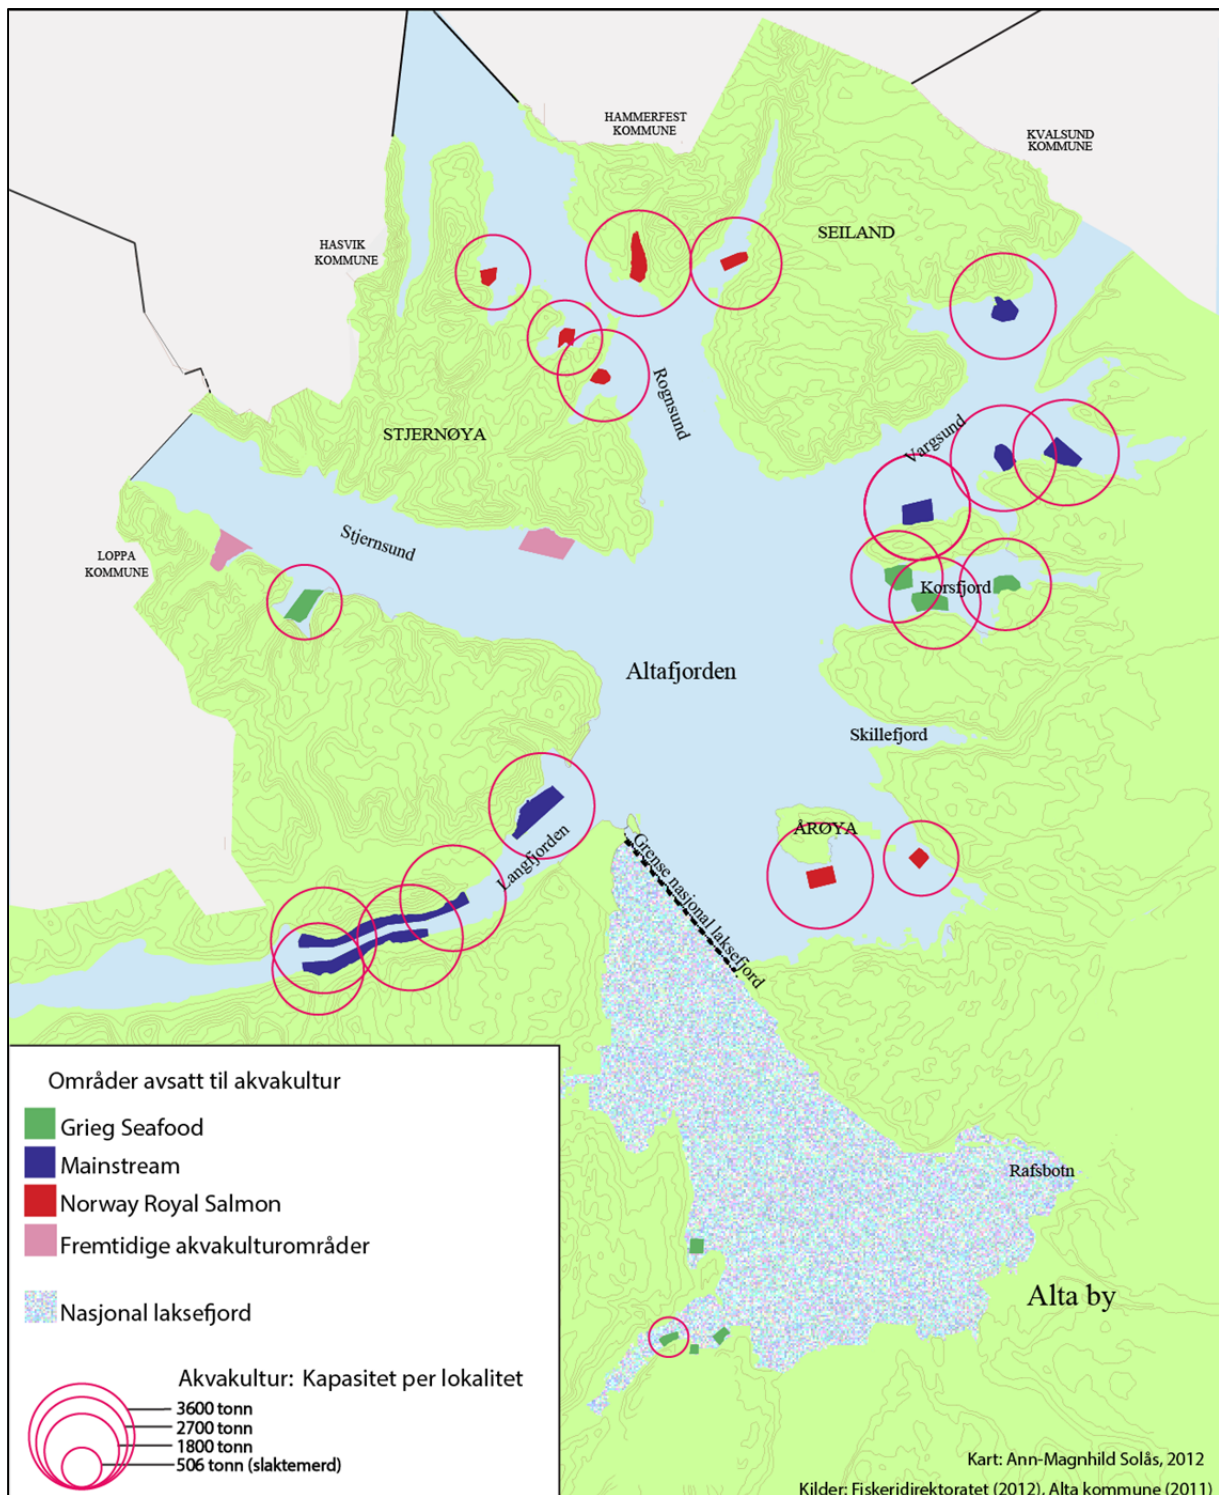 HAMMERFEST
KOMMUNE
KVALSUND
KOMMUNE
SEILAND
HASVIK
KOMMUNE
Rognsund
STJERNØYA
Vargsund
Stjernsund
LOPPA
KOMMUNE
Korsfjord
Altafjorden
Skillefjord
ÅRØYA
Langfjorden
Grense nasjonal laksefjord
Områder avsatt til akvakultur
Grieg Seafood
Mainstream
Norway Royal Salmon
Fremtidige akvakulturområder
Nasjonal laksefjord
Akvakultur: Kapasitet per lokalitet
3600 tonn
2700 tonn
1800 tonn
506 tonn (slaktemerd)
Rafsbotn
Alta by
Kart: Ann-Magnhild Solås, 2012
Kilder: Fiskeridirektoratet (2012), Alta kommune (2011)